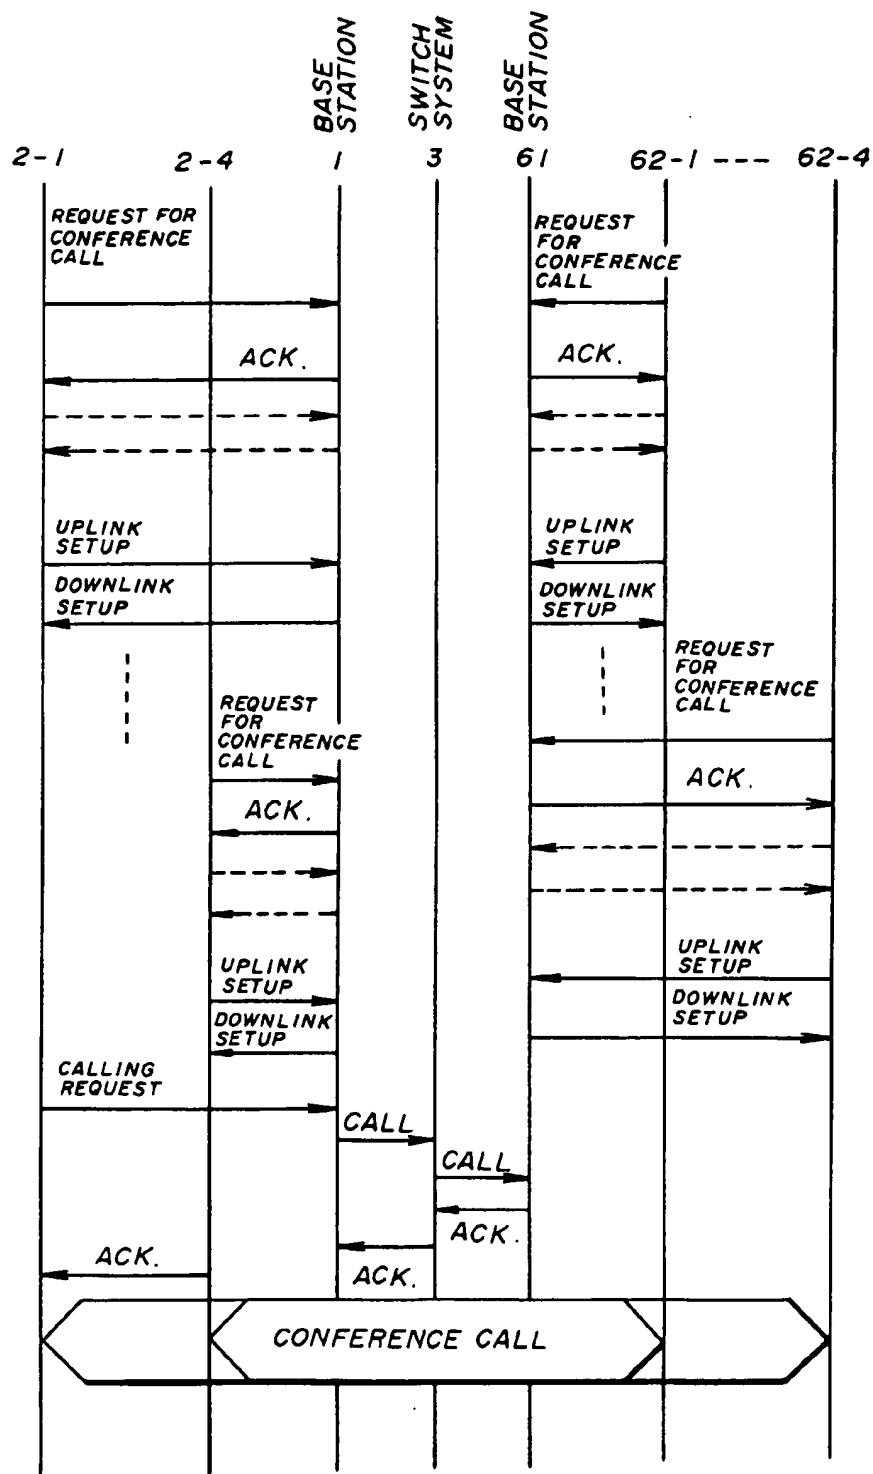 BASE
STATION
SWITCH
SYSTEM
BASE
STATION
2-1
2-4
1
3
61
62-1 ---
62-4
REQUEST FOR
CONFERENCE
CALL
REQUEST
FOR
CONFERENCE
CALL
ACK.
ACK.
UPLINK
SETUP
UPLINK
SETUP
DOWNLINK
SETUP
DOWNLINK
SETUP
REQUEST
FOR
CONFERENCE
CALL
REQUEST
FOR
CONFERENCE
CALL
ACK.
ACK.
UPLINK
SETUP
UPLINK
SETUP
DOWNLINK
SETUP
DOWNLINK
SETUP
CALLING
REQUEST
CALL
CALL
ACK.
ACK.
ACK.
CONFERENCE CALL